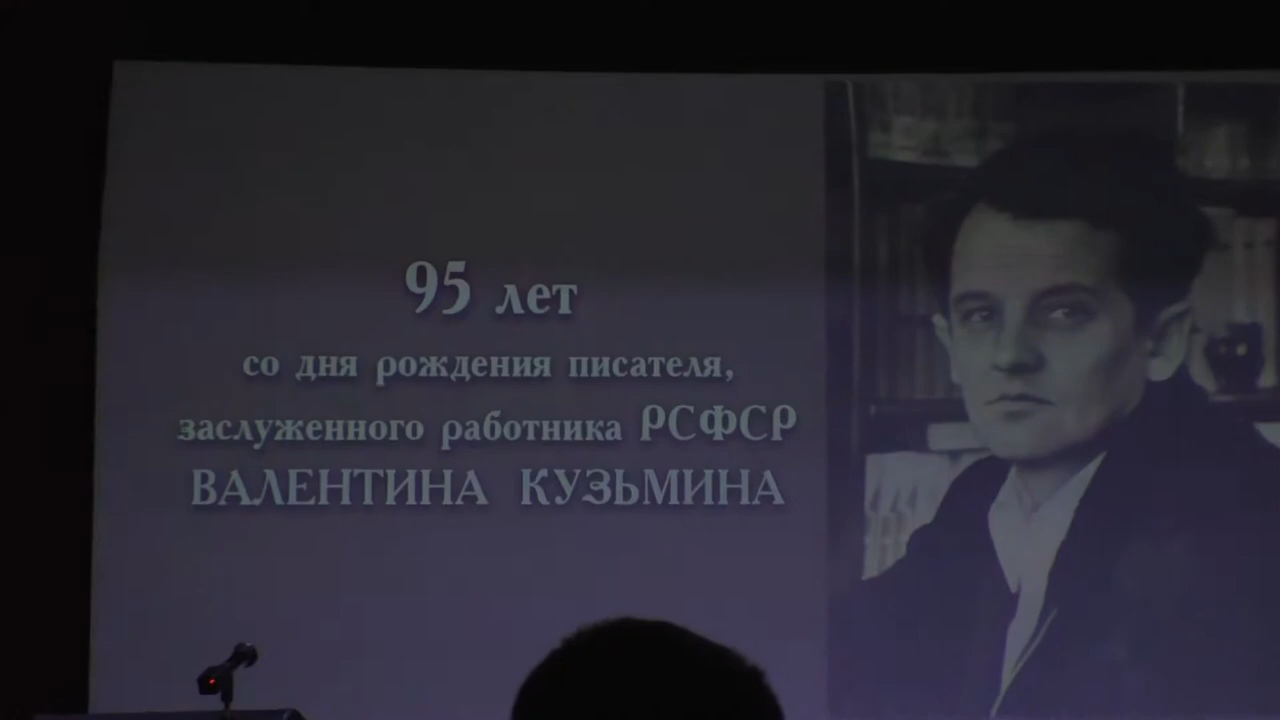 95 лет
со дня рождения писателя,
заслуженного работника РСФСР
ВАЛЕНТИНА КУЗЬМИНА